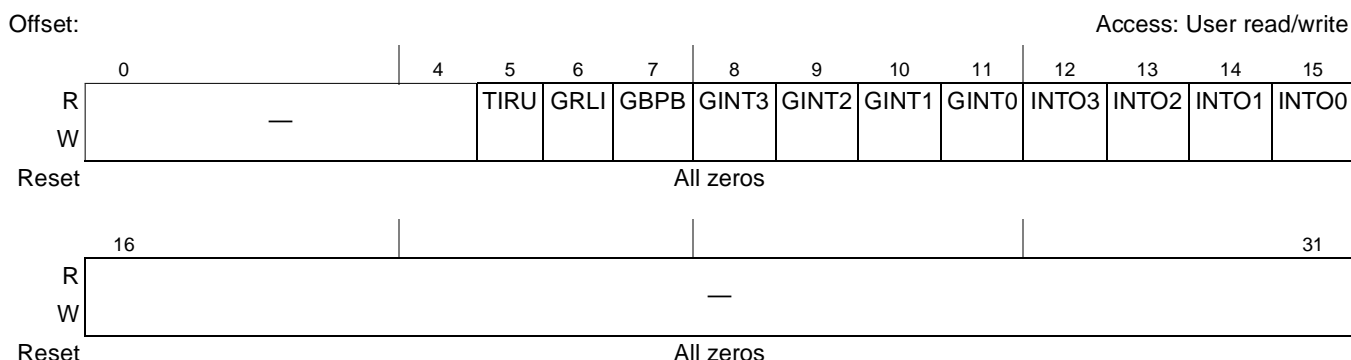 Offset: Access: User read/write
0 4 5 6 7 8 9 10 11 12 13 14 15
R — TIRU GRLI GBPB GINT3 GINT2 GINT1 GINT0 INTO3 INTO2 INTO1 INTO0
W
Reset All zeros
16 31
R —
W
Reset All zeros